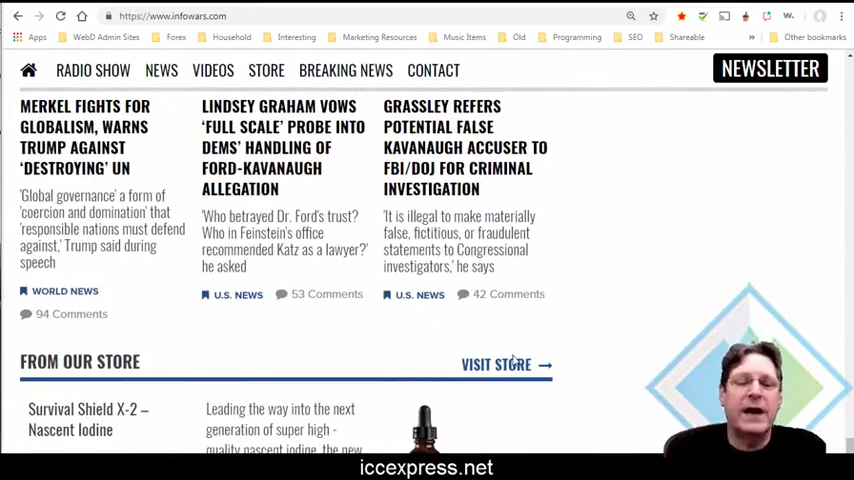 https://www.infowars.com
W..
Apps WebD Admin Sites Forex Household Interesting Marketing Resources Music Items Old Programming SEO Shareable » Other bookmarks
RADIO SHOW NEWS VIDEOS STORE BREAKING NEWS CONTACT NEWSLETTER
MERKEL FIGHTS FOR
GLOBALISM, WARNS
TRUMP AGAINST
‘DESTROYING’ UN
'Global governance' a form of
'coercion and domination' that
'responsible nations must defend
against,' Trump said during
speech
WORLD NEWS
94 Comments
LINDSEY GRAHAM VOWS
‘FULL SCALE’ PROBE INTO
DEMS’ HANDLING OF
FORD-KAVANAUGH
ALLEGATION
'Who betrayed Dr. Ford's trust?
Who in Feinstein's office
recommended Katz as a lawyer?'
he asked
U.S. NEWS 53 Comments
GRASSLEY REFERS
POTENTIAL FALSE
KAVANAUGH ACCUSER TO
FBI/DOJ FOR CRIMINAL
INVESTIGATION
'It is illegal to make materially
false, fictitious, or fraudulent
statements to Congressional
investigators,' he says
U.S. NEWS 42 Comments
FROM OUR STORE VISIT STORE →
Survival Shield X-2 –
Nascent Iodine
Leading the way into the next
generation of super high -
quality nascent iodine, the new
iccexpress.net